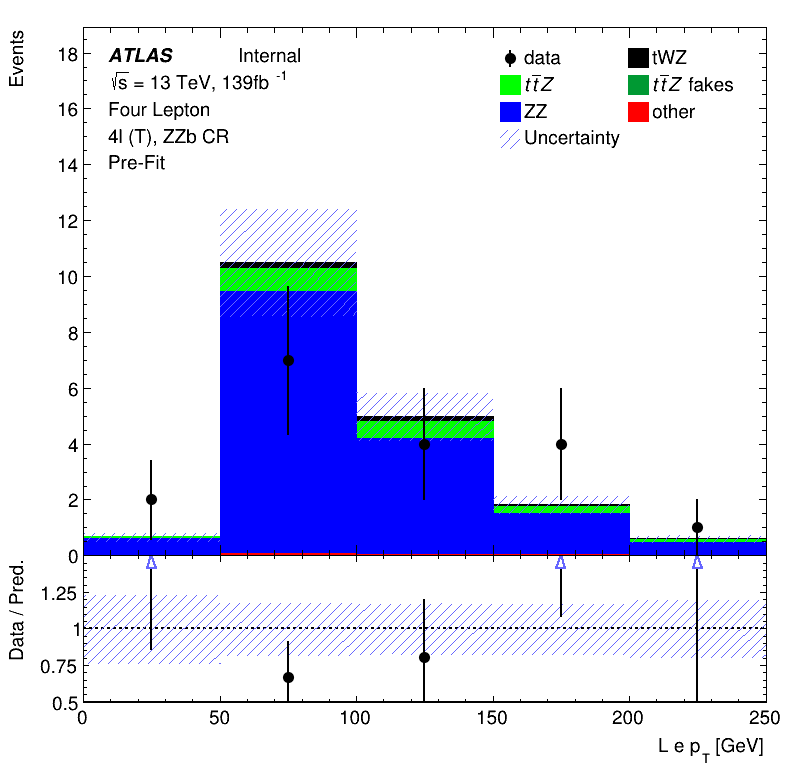 Events
18
16
14
12
10
8
6
4
2
0
ATLAS Internal
√s = 13 TeV, 139fb -1
Four Lepton
4l (T), ZZb CR
Pre-Fit
data
tt̄Z
ZZ
Uncertainty
tWZ
tt̄Z fakes
other
Data / Pred.
1.25
1
0.75
0.5
0 50 100 150 200 250
L e p_T [GeV]